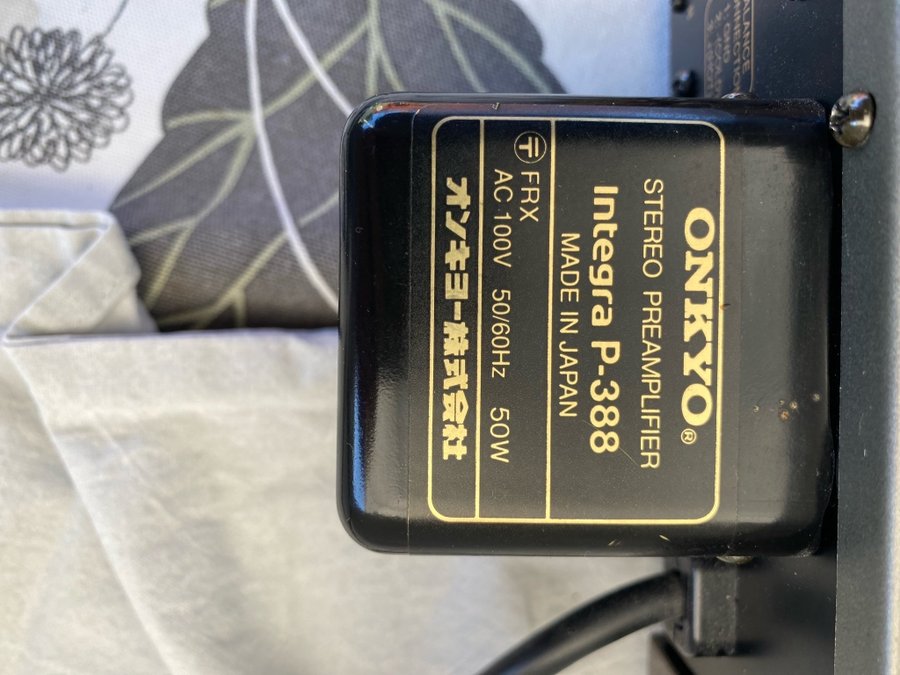 ONKYO®
STEREO PREAMPLIFIER
Integra P-388
MADE IN JAPAN
〒 FRX
AC 100V 50/60Hz 50W
オンキヨー株式会社